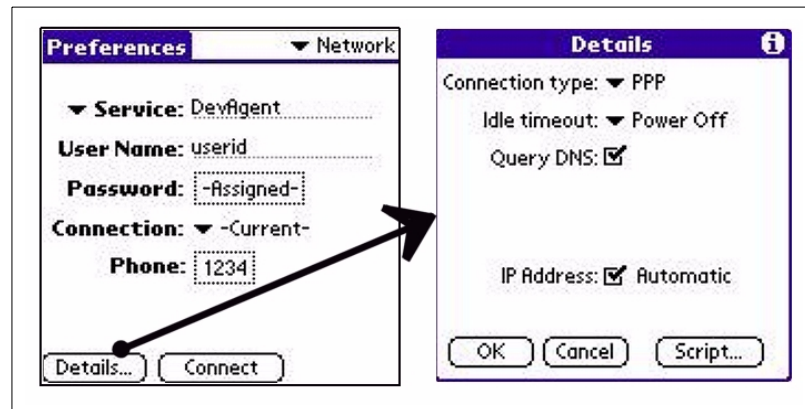 Preferences
Network
Service: DevAgent
User Name: userid
Password: -Assigned-
Connection: -Current-
Phone: 1234
Details...
Connect
Details
i
Connection type: PPP
Idle timeout: Power Off
Query DNS:
IP Address: Automatic
OK
Cancel
Script...